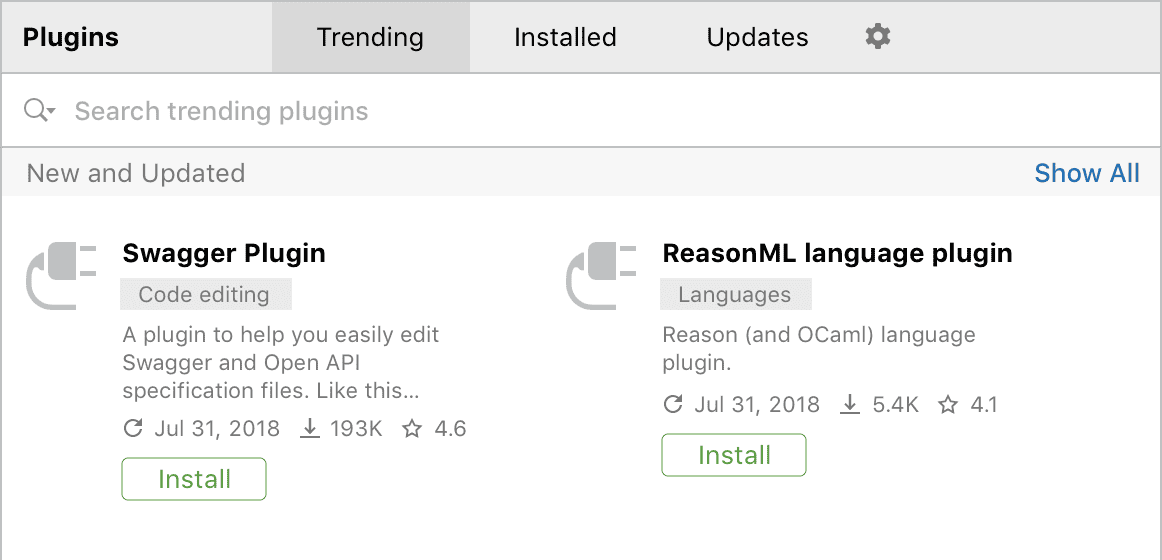 Plugins Trending Installed Updates
Search trending plugins
New and Updated Show All
Swagger Plugin
Code editing
A plugin to help you easily edit
Swagger and Open API
specification files. Like this...
Jul 31, 2018 193K 4.6
Install
ReasonML language plugin
Languages
Reason (and OCaml) language
plugin.
Jul 31, 2018 5.4K 4.1
Install